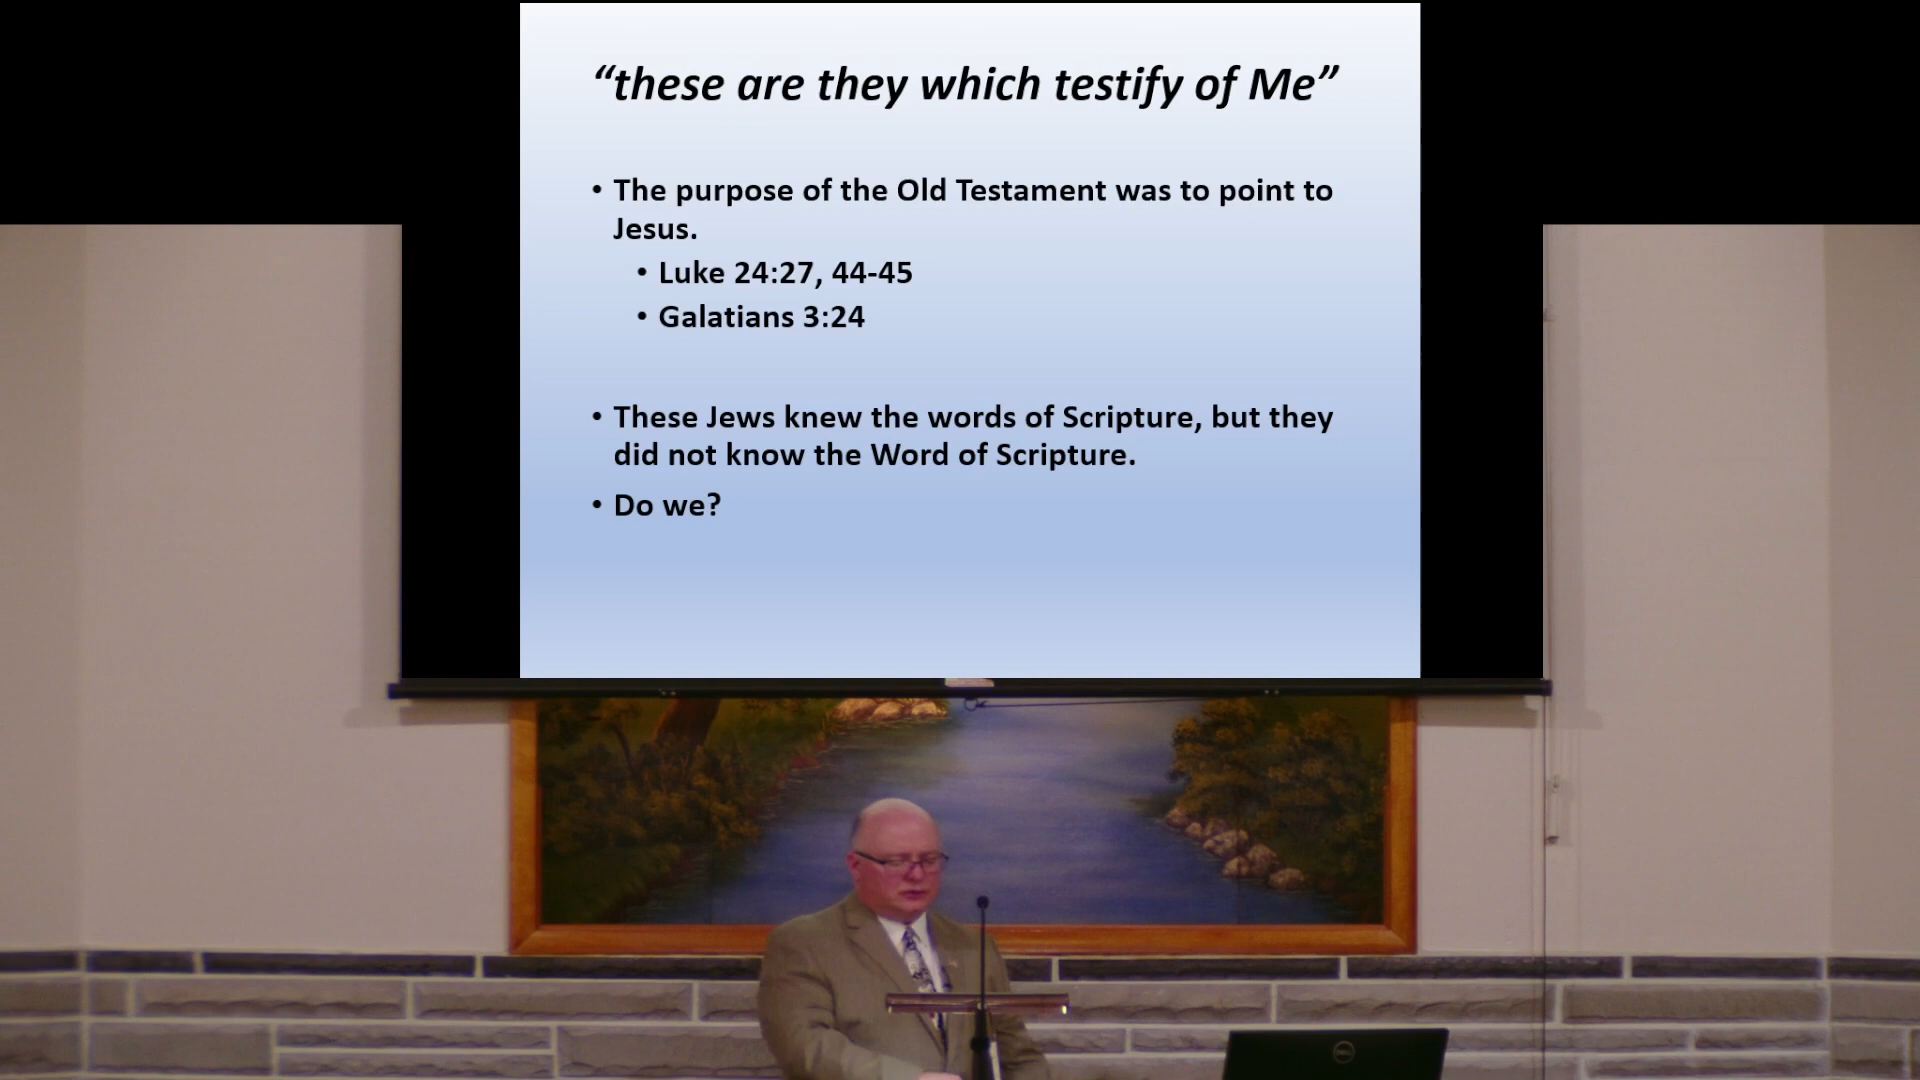 “these are they which testify of Me”
• The purpose of the Old Testament was to point to
Jesus.
• Luke 24:27, 44-45
• Galatians 3:24
• These Jews knew the words of Scripture, but they
did not know the Word of Scripture.
• Do we?
DELL